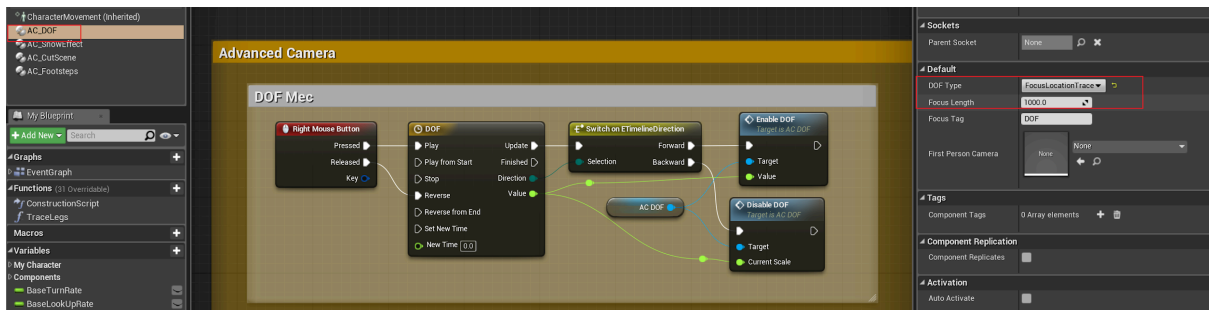 CharacterMovement (Inherited)
AC_DOF
AC_ShowEffect
AC_CutScene
AC_Footsteps
My Blueprint
Add New
Search
Graphs
EventGraph
Functions (31 Overridable)
ConstructionScript
TraceLegs
Macros
Variables
My Character
Components
BaseTurnRate
BaseLookUpRate
Advanced Camera
DOF Mec
Right Mouse Button
Pressed
Released
Key
DOF
Play
Update
Play from Start
Finished
Stop
Direction
Reverse
Value
Reverse from End
Set New Time
New Time 0.0
Switch on ETimelineDirection
Forward
Selection
Backward
AC DOF
Enable DOF
Target is AC DOF
Target
Value
Disable DOF
Target is AC DOF
Target
Current Scale
Sockets
Parent Socket
None
Default
DOF Type
FocusLocationTrace
Focus Length
1000.0
Focus Tag
DOF
First Person Camera
None
None
Tags
Component Tags
0 Array elements
Component Replication
Component Replicates
Activation
Auto Activate